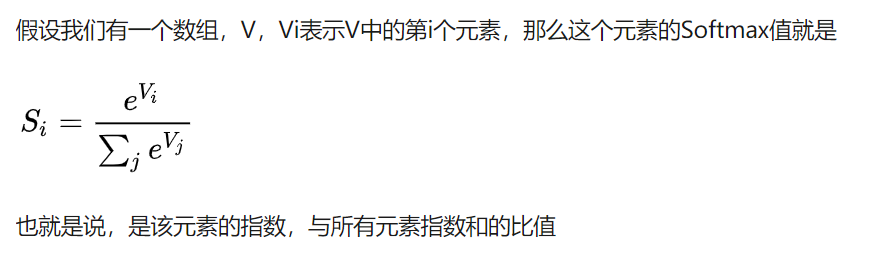 假设我们有一个数组，V，Vi表示V中的第i个元素，那么这个元素的Softmax值就是
S_i = \frac{e^{V_i}}{\sum_j e^{V_j}}
也就是说，是该元素的指数，与所有元素指数和的比值